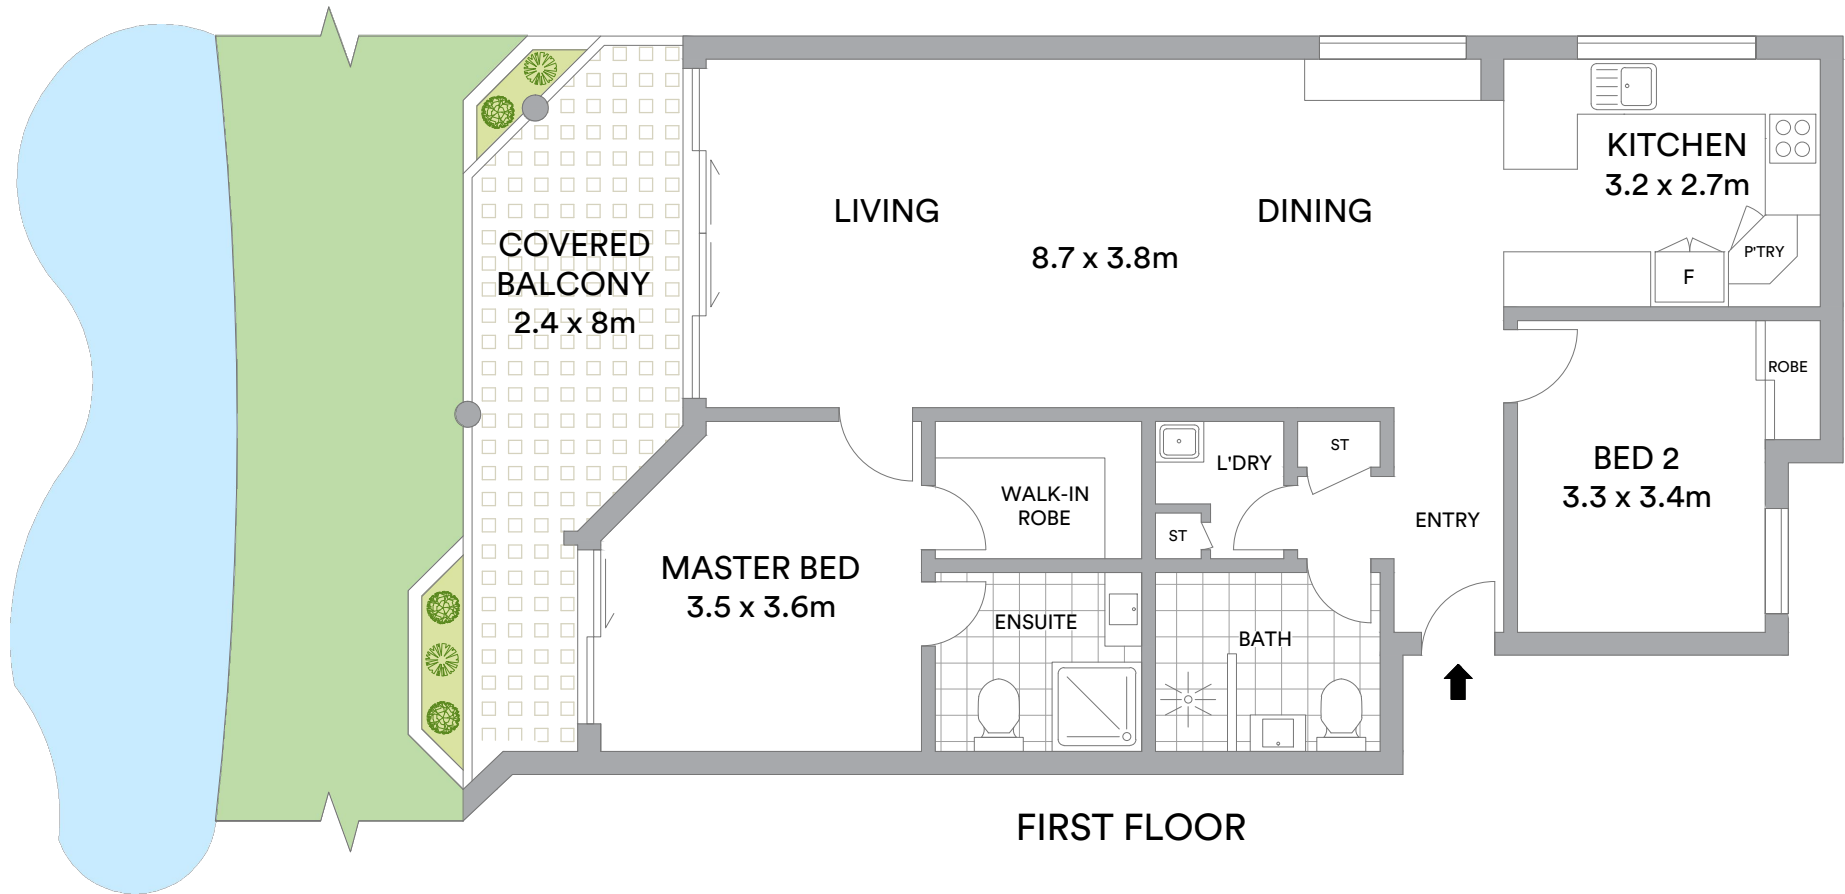 KITCHEN
3.2 x 2.7m
LIVING
DINING
8.7 x 3.8m
COVERED
BALCONY
2.4 x 8m
P'TRY
F
ROBE
BED 2
3.3 x 3.4m
ST
L'DRY
WALK-IN
ROBE
ST
ENTRY
MASTER BED
3.5 x 3.6m
ENSUITE
BATH
FIRST FLOOR